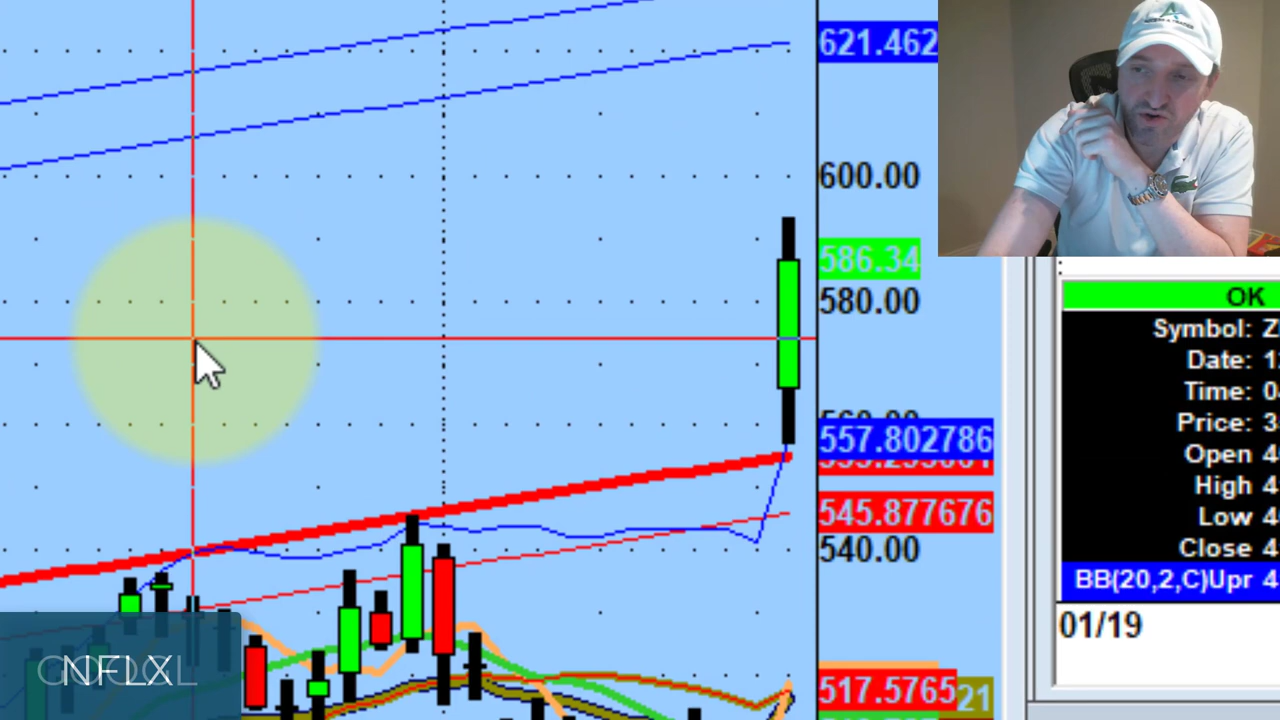 621.462
600.00
586.34
580.00
557.802786
545.877676
540.00
517.5765
21
OK
Symbol: Z
Date: 1
Time: 0
Price: 3
Open 4
High 4
Low 4
Close 4
BB(20,2,C)Upr 4
01/19
NFLX